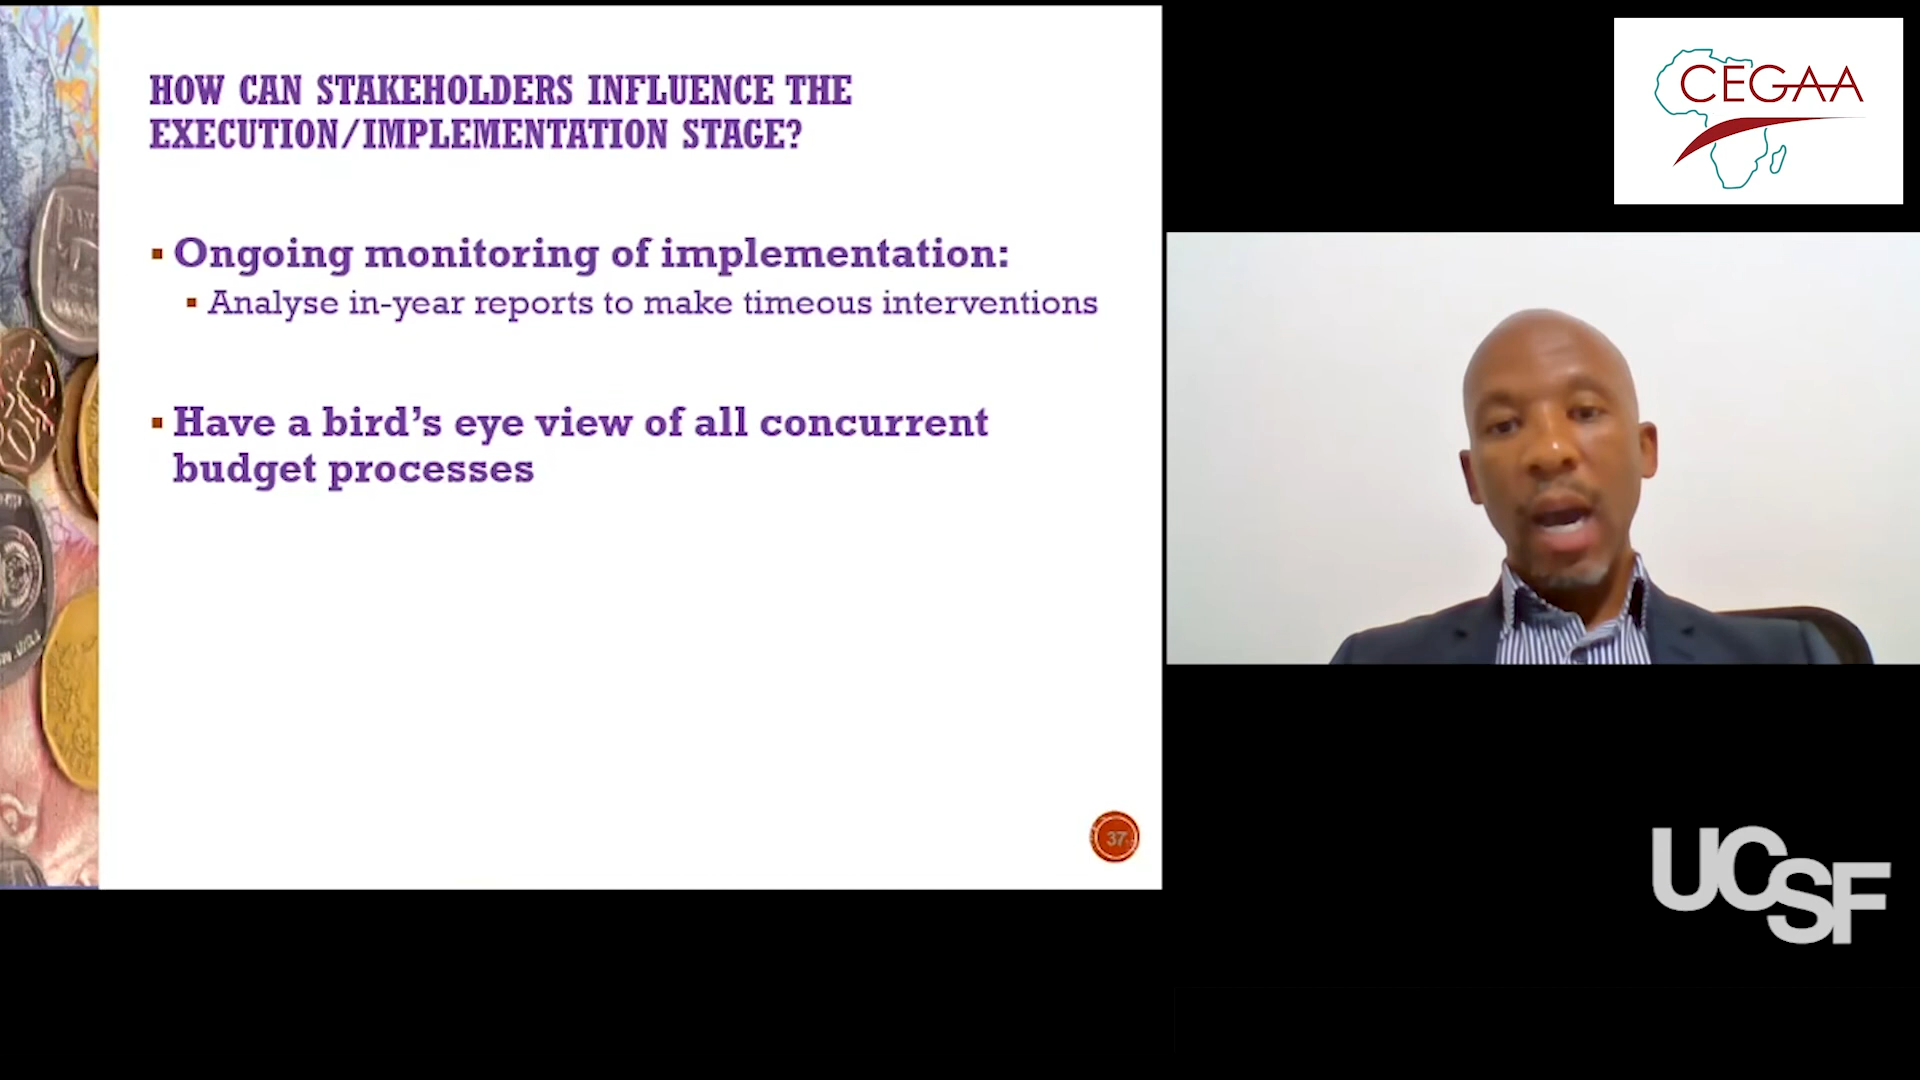 HOW CAN STAKEHOLDERS INFLUENCE THE
EXECUTION/IMPLEMENTATION STAGE?
Ongoing monitoring of implementation:
Analyse in-year reports to make timeous interventions
Have a bird's eye view of all concurrent
budget processes
37
CEGAA
UCSF